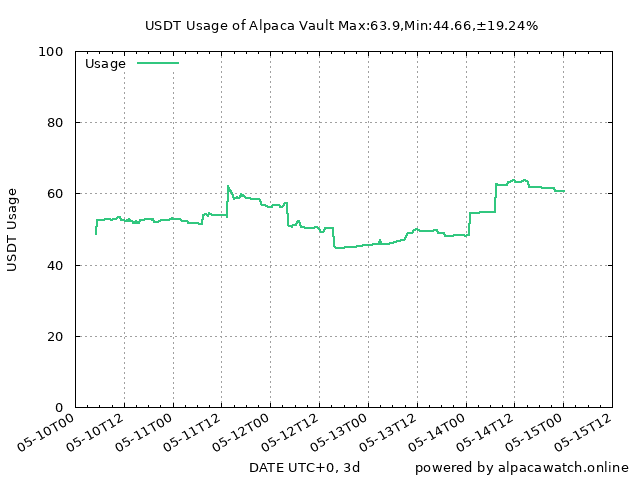 USDT Usage of Alpaca Vault Max:63.9,Min:44.66,±19.24%
Usage
100
80
60
40
20
0
USDT Usage
05-10T00
05-10T12
05-11T00
05-11T12
05-12T00
05-12T12
05-13T00
05-13T12
05-14T00
05-14T12
05-15T00
05-15T12
DATE UTC+0, 3d
powered by alpacawatch.online